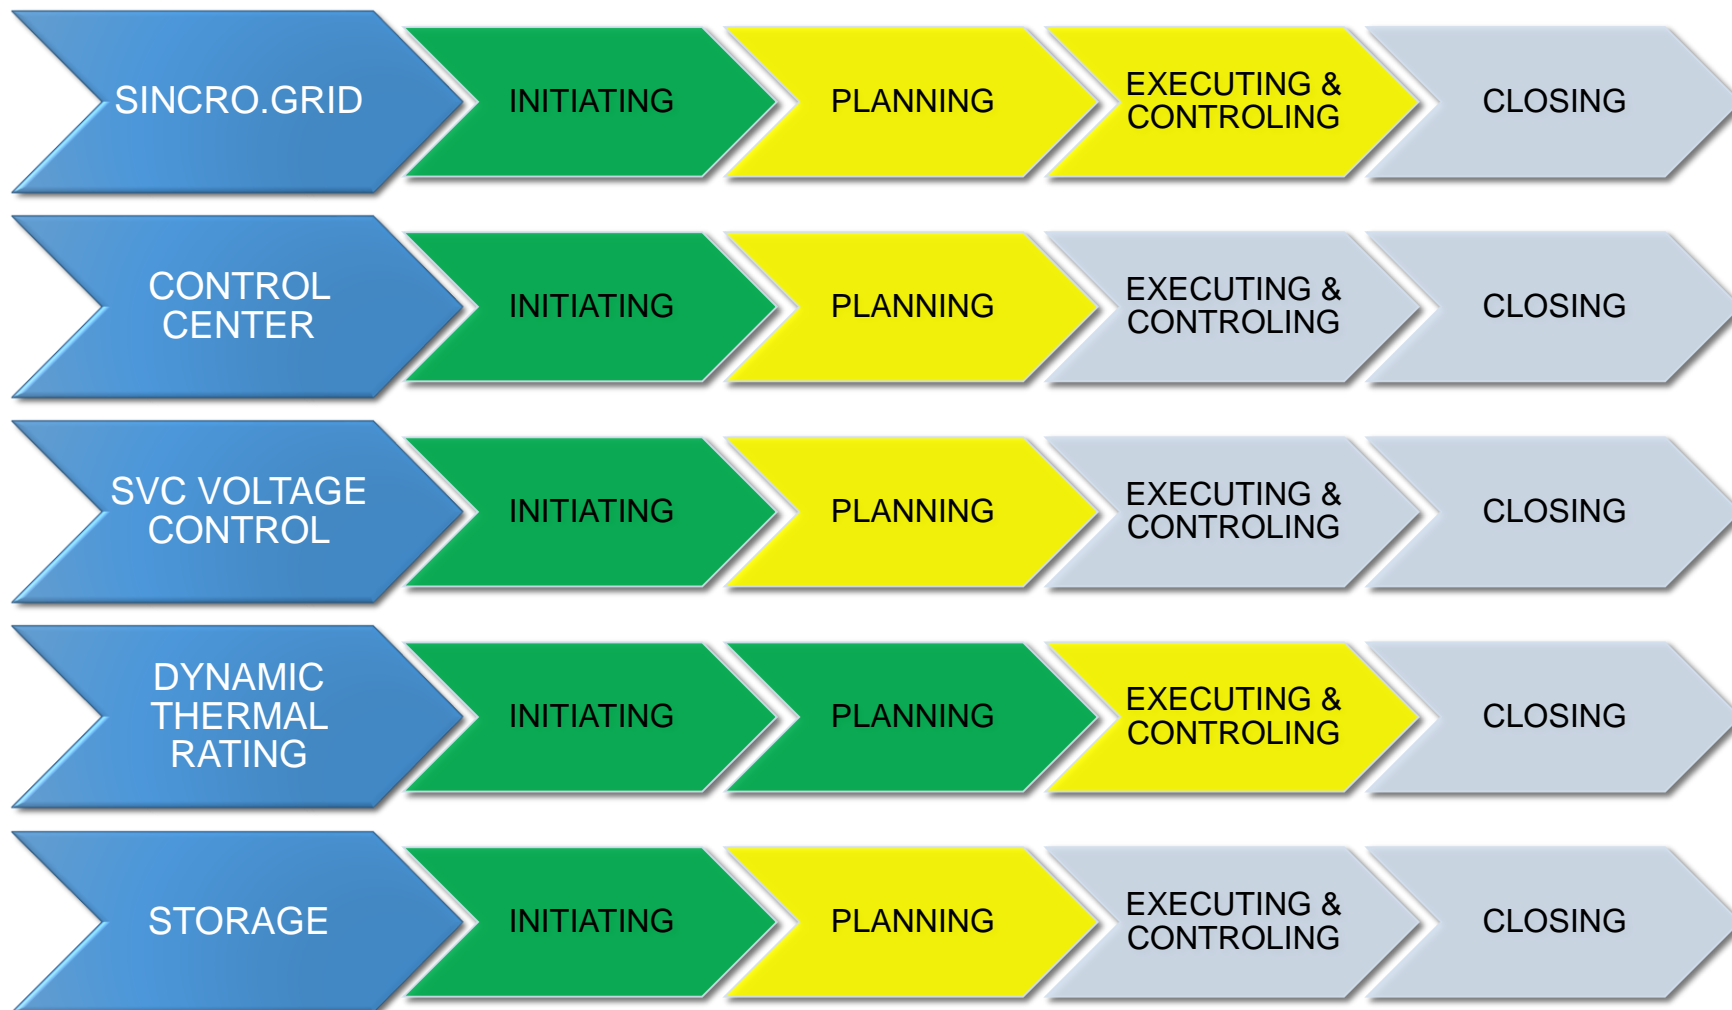 SINCRO.GRID
INITIATING
PLANNING
EXECUTING &
CONTROLING
CLOSING
CONTROL
CENTER
INITIATING
PLANNING
EXECUTING &
CONTROLING
CLOSING
SVC VOLTAGE
CONTROL
INITIATING
PLANNING
EXECUTING &
CONTROLING
CLOSING
DYNAMIC
THERMAL
RATING
INITIATING
PLANNING
EXECUTING &
CONTROLING
CLOSING
STORAGE
INITIATING
PLANNING
EXECUTING &
CONTROLING
CLOSING